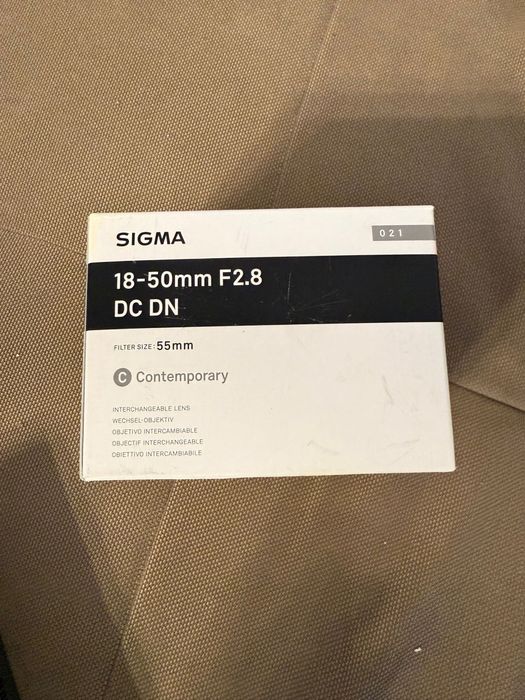 SIGMA
021
18-50mm F2.8
DC DN
FILTER SIZE: 55mm
C Contemporary
INTERCHANGEABLE LENS
WECHSEL-OBJEKTIV
OBJETIVO INTERCAMBIABLE
OBJECTIF INTERCHANGEABLE
OBIETTIVO INTERCAMBIABILE